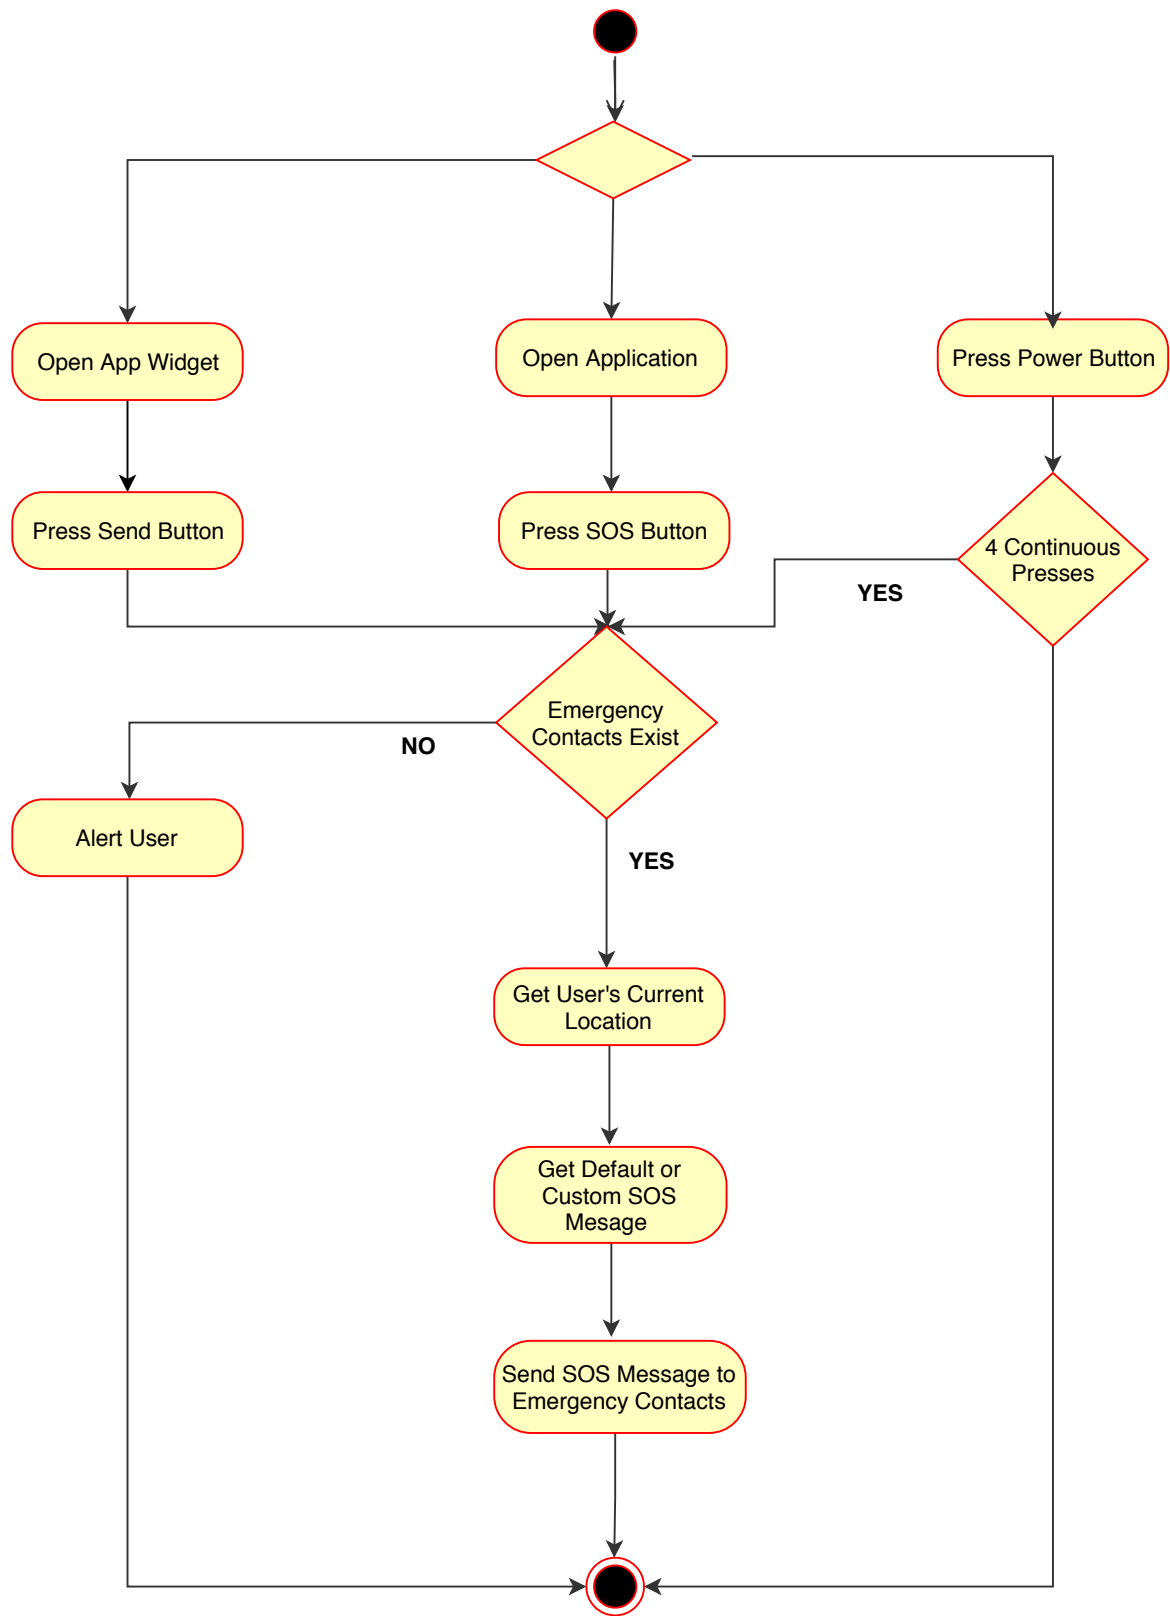 Open App Widget
Open Application
Press Power Button
Press Send Button
Press SOS Button
4 Continuous
Presses
YES
Emergency
Contacts Exist
NO
Alert User
YES
Get User's Current
Location
Get Default or
Custom SOS
Mesage
Send SOS Message to
Emergency Contacts